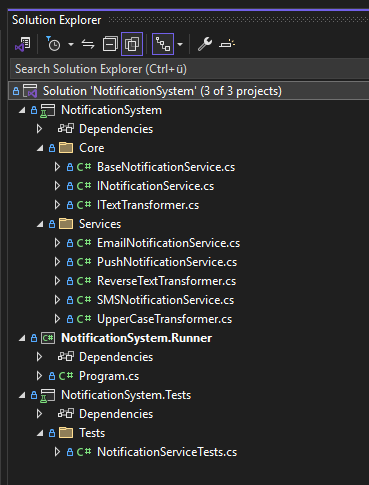 Solution Explorer
Search Solution Explorer (Ctrl+ü)
Solution 'NotificationSystem' (3 of 3 projects)
NotificationSystem
Dependencies
Core
C# BaseNotificationService.cs
C# INotificationService.cs
C# ITextTransformer.cs
Services
C# EmailNotificationService.cs
C# PushNotificationService.cs
C# ReverseTextTransformer.cs
C# SMSNotificationService.cs
C# UpperCaseTransformer.cs
C# NotificationSystem.Runner
Dependencies
C# Program.cs
NotificationSystem.Tests
Dependencies
Tests
C# NotificationServiceTests.cs